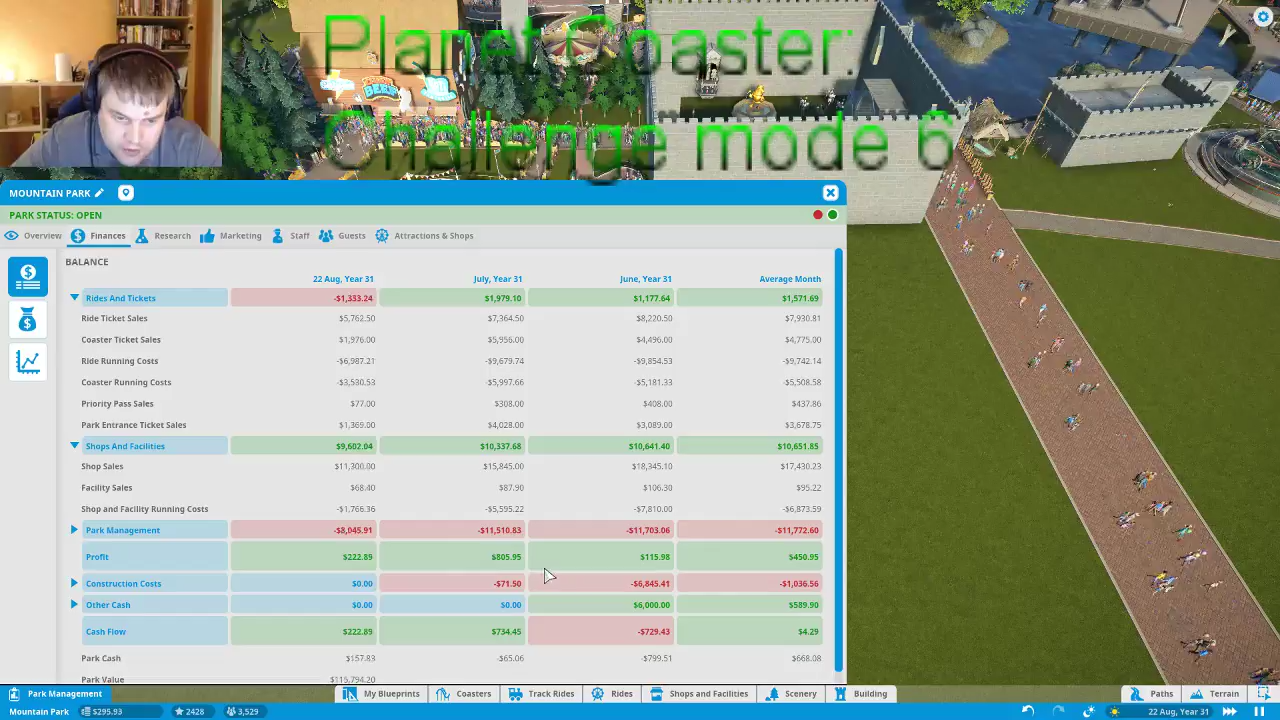 Planet Coaster:
Challenge mode 6
BEER
MOUNTAIN PARK
PARK STATUS: OPEN
Overview Finances Research Marketing Staff Guests Attractions & Shops
BALANCE
22 Aug, Year 31 July, Year 31 June, Year 31 Average Month
Rides And Tickets -$1,333.24 $1,979.10 $1,177.64 $1,571.69
Ride Ticket Sales $5,762.50 $7,364.50 $8,220.50 $7,930.81
Coaster Ticket Sales $1,976.00 $5,956.00 $4,496.00 $4,775.00
Ride Running Costs -$6,987.21 -$9,679.74 -$9,854.53 -$9,742.14
Coaster Running Costs -$3,530.53 -$5,997.66 -$5,181.33 -$5,508.58
Priority Pass Sales $77.00 $308.00 $408.00 $437.86
Park Entrance Ticket Sales $1,369.00 $4,028.00 $3,089.00 $3,678.75
Shops And Facilities $9,602.04 $10,337.68 $10,641.40 $10,651.85
Shop Sales $11,300.00 $15,845.00 $18,345.10 $17,430.23
Facility Sales $68.40 $87.90 $106.30 $95.22
Shop and Facility Running Costs -$1,766.36 -$5,595.22 -$7,810.00 -$6,873.59
Park Management -$8,045.91 -$11,510.83 -$11,703.06 -$11,772.60
Profit $222.89 $805.95 $115.98 $450.95
Construction Costs $0.00 -$71.50 -$6,845.41 -$1,036.56
Other Cash $0.00 $0.00 $6,000.00 $589.90
Cash Flow $222.89 $734.45 -$729.43 $4.29
Park Cash $157.83 -$65.06 -$799.51 $668.08
Park Value $115,794.20
Park Management My Blueprints Coasters Track Rides Rides Shops and Facilities Scenery Building Paths Terrain
Mountain Park $295.93 2428 3,529 22 Aug, Year 31